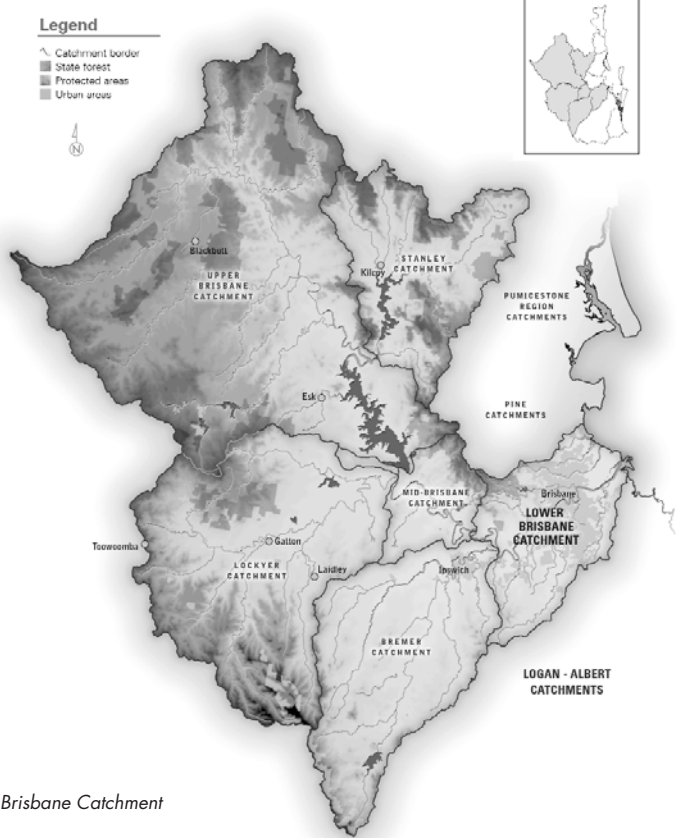 Legend
Catchment border
State forest
Protected areas
Urban areas
N
Blackbutt
UPPER
BRISBANE
CATCHMENT
STANLEY
CATCHMENT
Kilcoy
PUMICESTONE
REGION
CATCHMENTS
Esk
PINE
CATCHMENTS
MID-BRISBANE
CATCHMENT
Brisbane
LOWER
BRISBANE
CATCHMENT
Toowoomba
Gatton
LOCKYER
CATCHMENT
Laidley
Ipswich
BREMER
CATCHMENT
LOGAN - ALBERT
CATCHMENTS
Brisbane Catchment